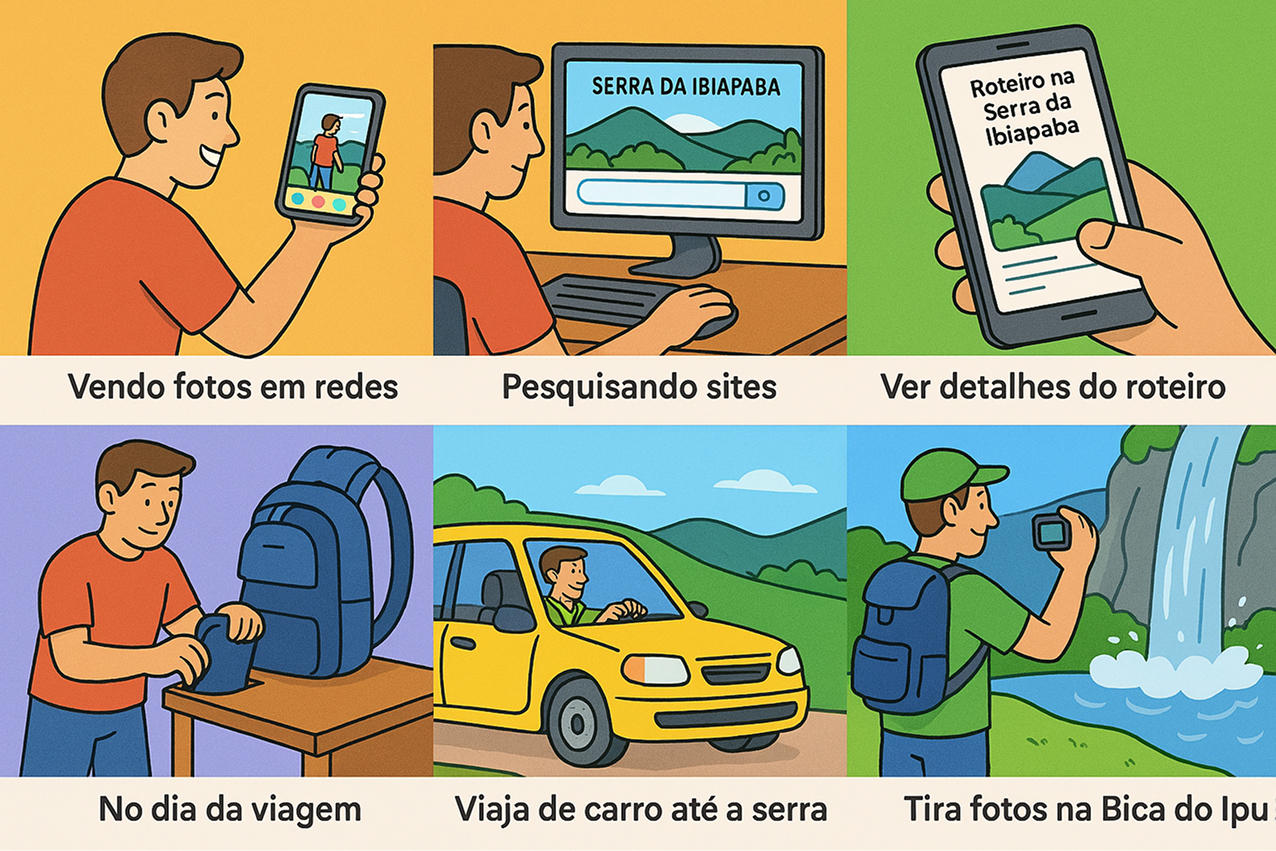 SERRA DA IBIAPABA
Roteiro na
Serra da
Ibiapaba
Vendo fotos em redes
Pesquisando sites
Ver detalhes do roteiro
No dia da viagem
Viaja de carro até a serra
Tira fotos na Bica do Ipu